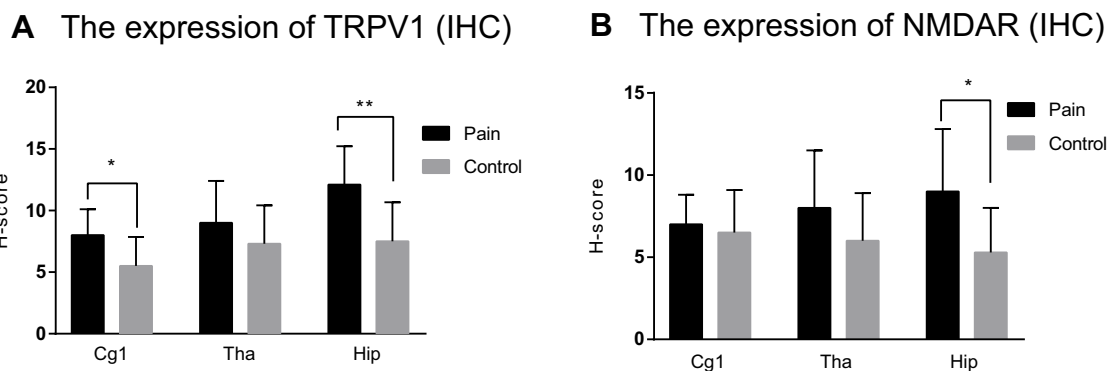 A The expression of TRPV1 (IHC)
20
15
10
5
0
H-score
*
**
Pain
Control
Cg1 Tha Hip
B The expression of NMDAR (IHC)
15
10
5
0
H-score
*
Pain
Control
Cg1 Tha Hip